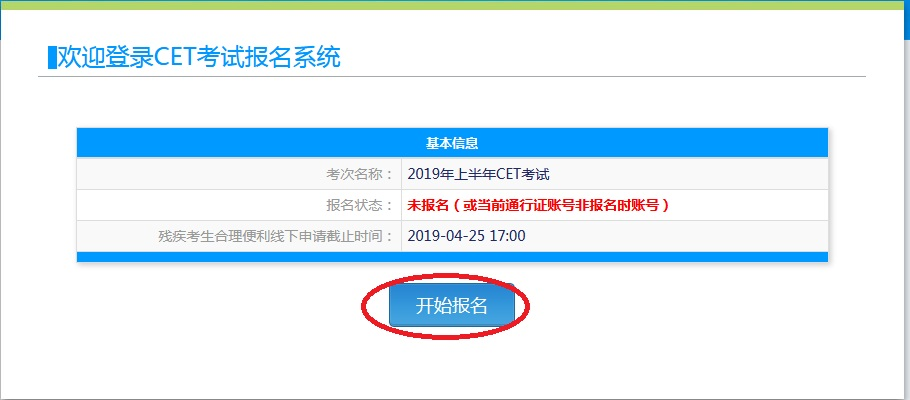 欢迎登录CET考试报名系统
基本信息
考次名称： 2019年上半年CET考试
报名状态： 未报名（或当前通行证账号非报名时账号）
残疾考生合理便利线下申请截止时间： 2019-04-25 17:00
开始报名